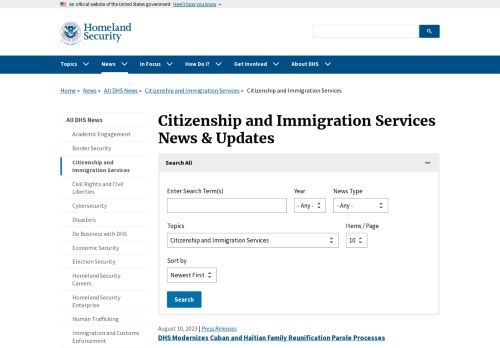 An official website of the United States government Here's how you know
Homeland
Security
Topics News In Focus How Do I? Get Involved About DHS
Home » News » All DHS News » Citizenship and Immigration Services » Citizenship and Immigration Services
All DHS News
Academic Engagement
Border Security
Citizenship and
Immigration Services
Civil Rights and Civil
Liberties
Cybersecurity
Disasters
Do Business with DHS
Economic Security
Election Security
Homeland Security
Careers
Homeland Security
Enterprise
Human Trafficking
Immigration and Customs
Enforcement
Citizenship and Immigration Services
News & Updates
Search All
Enter Search Term(s) Year News Type
- Any - - Any -
Topics Items / Page
Citizenship and Immigration Services 10
Sort by
Newest First
Search
August 10, 2023 | Press Releases
DHS Modernizes Cuban and Haitian Family Reunification Parole Processes